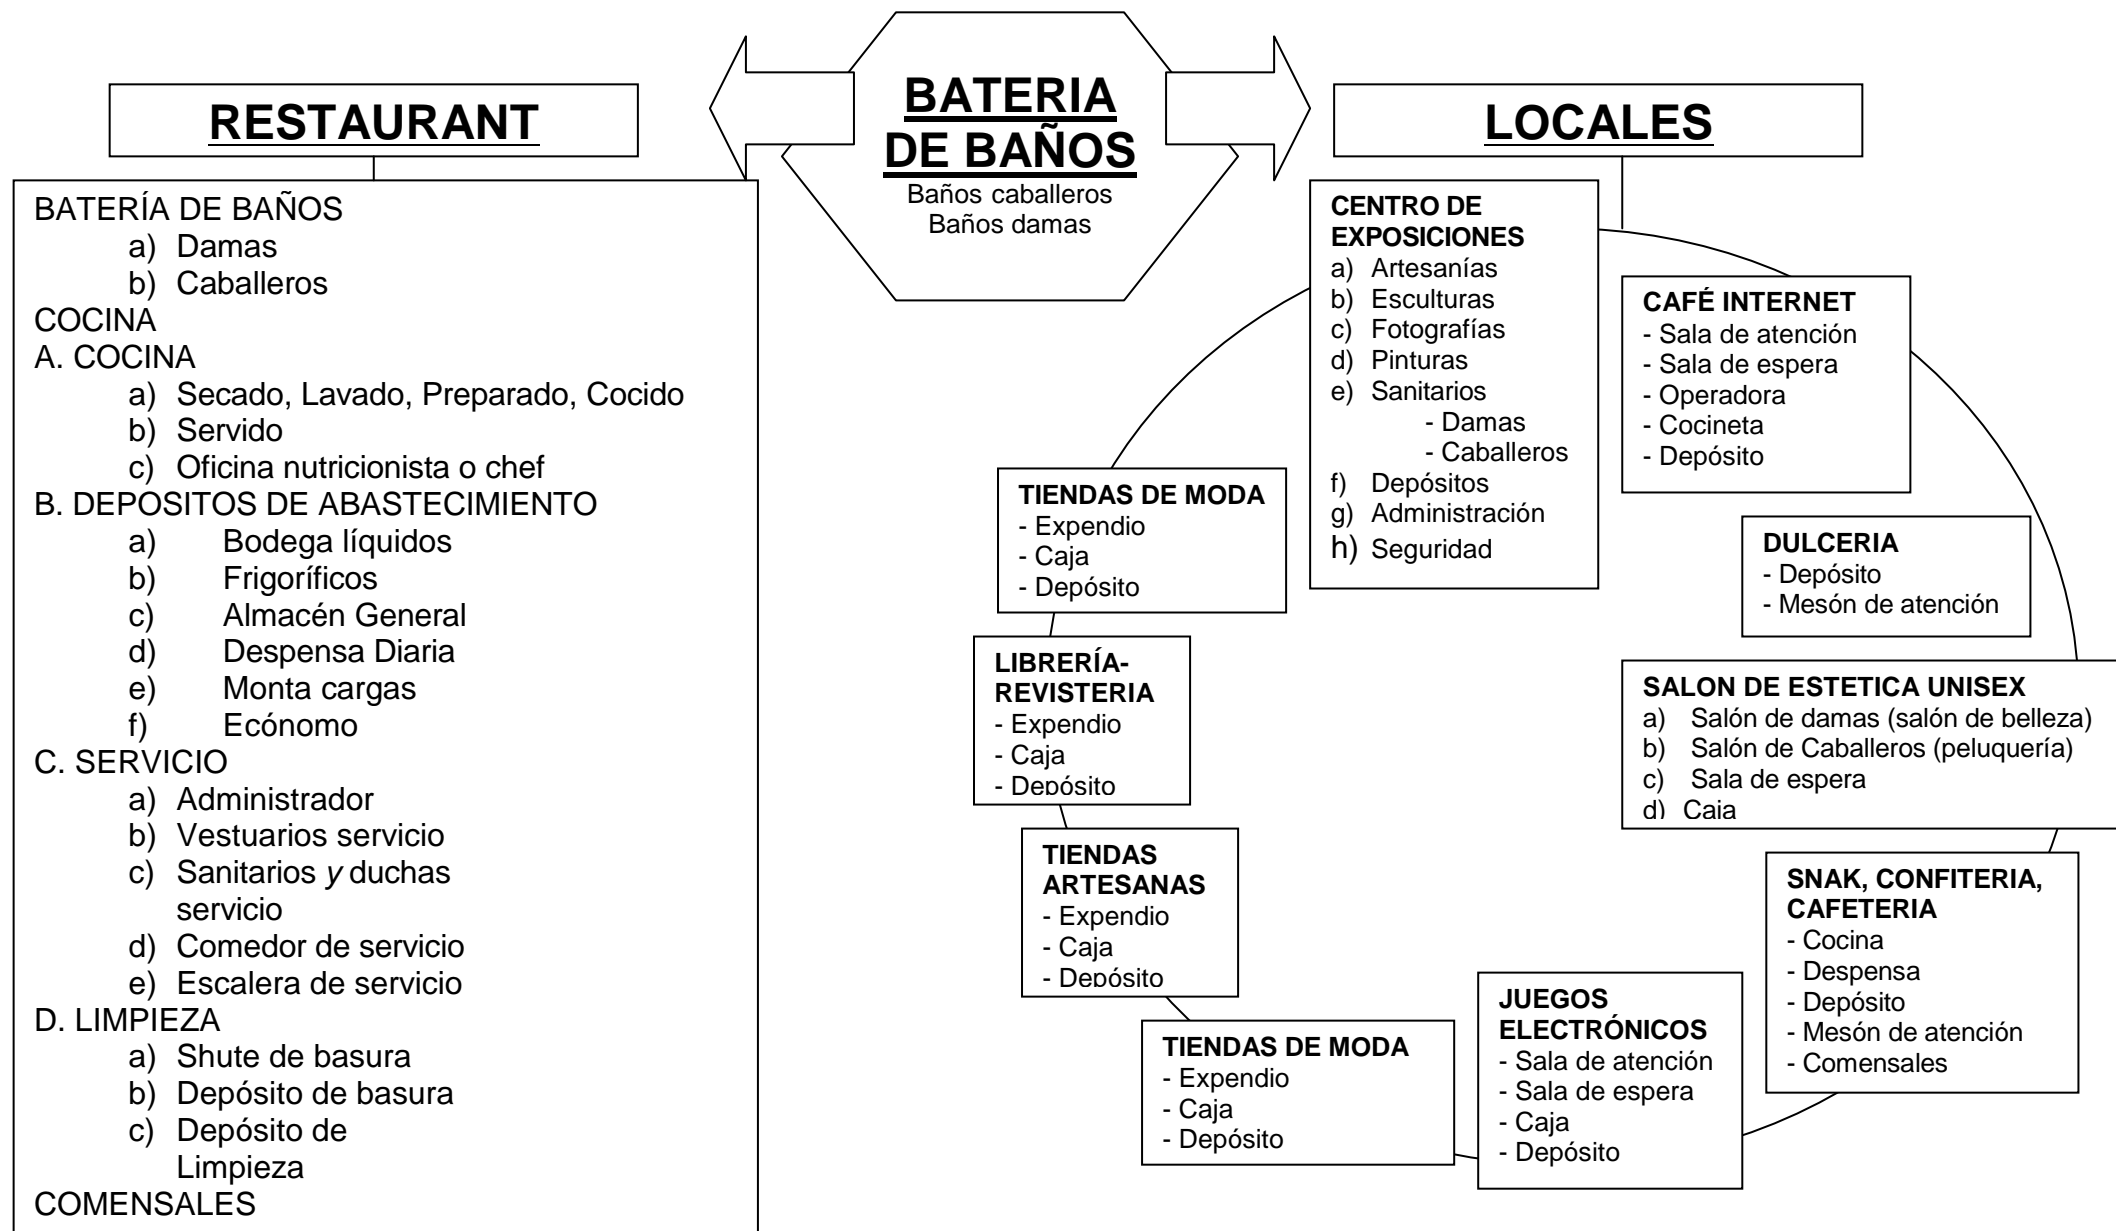 RESTAURANT
BATERÍA DE BAÑOS
a) Damas
b) Caballeros
COCINA
A. COCINA
a) Secado, Lavado, Preparado, Cocido
b) Servido
c) Oficina nutricionista o chef
B. DEPOSITOS DE ABASTECIMIENTO
a) Bodega líquidos
b) Frigoríficos
c) Almacén General
d) Despensa Diaria
e) Monta cargas
f) Ecónomo
C. SERVICIO
a) Administrador
b) Vestuarios servicio
c) Sanitarios y duchas
servicio
d) Comedor de servicio
e) Escalera de servicio
D. LIMPIEZA
a) Shute de basura
b) Depósito de basura
c) Depósito de
Limpieza
COMENSALES
BATERIA
DE BAÑOS
Baños caballeros
Baños damas
LOCALES
CENTRO DE
EXPOSICIONES
a) Artesanías
b) Esculturas
c) Fotografías
d) Pinturas
e) Sanitarios
- Damas
- Caballeros
f) Depósitos
g) Administración
h) Seguridad
CAFÉ INTERNET
- Sala de atención
- Sala de espera
- Operadora
- Cocineta
- Depósito
DULCERIA
- Depósito
- Mesón de atención
SALON DE ESTETICA UNISEX
a) Salón de damas (salón de belleza)
b) Salón de Caballeros (peluquería)
c) Sala de espera
d) Caja
SNAK, CONFITERIA,
CAFETERIA
- Cocina
- Despensa
- Depósito
- Mesón de atención
- Comensales
JUEGOS
ELECTRÓNICOS
- Sala de atención
- Sala de espera
- Caja
- Depósito
TIENDAS DE MODA
- Expendio
- Caja
- Depósito
TIENDAS
ARTESANAS
- Expendio
- Caja
- Depósito
LIBRERÍA-
REVISTERIA
- Expendio
- Caja
- Depósito
TIENDAS DE MODA
- Expendio
- Caja
- Depósito